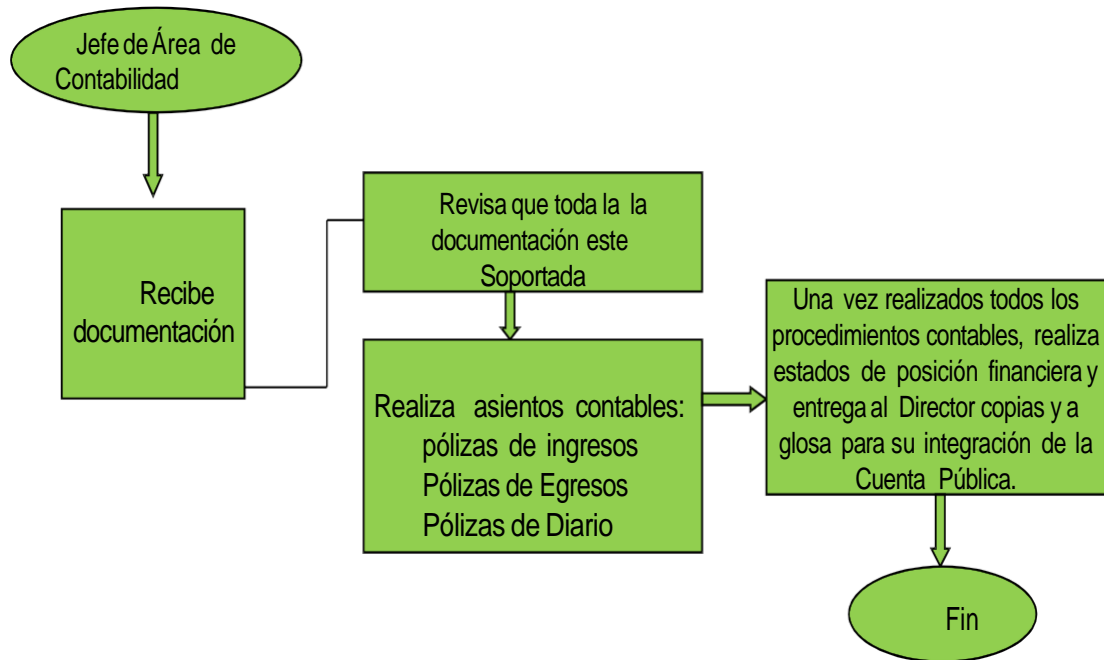 Jefe de Área de
Contabilidad
Recibe
documentación
Revisa que toda la la
documentación este
Soportada
Realiza asientos contables:
pólizas de ingresos
Pólizas de Egresos
Pólizas de Diario
Una vez realizados todos los
procedimientos contables, realiza
estados de posición financiera y
entrega al Director copias y a
glosa para su integración de la
Cuenta Pública.
Fin